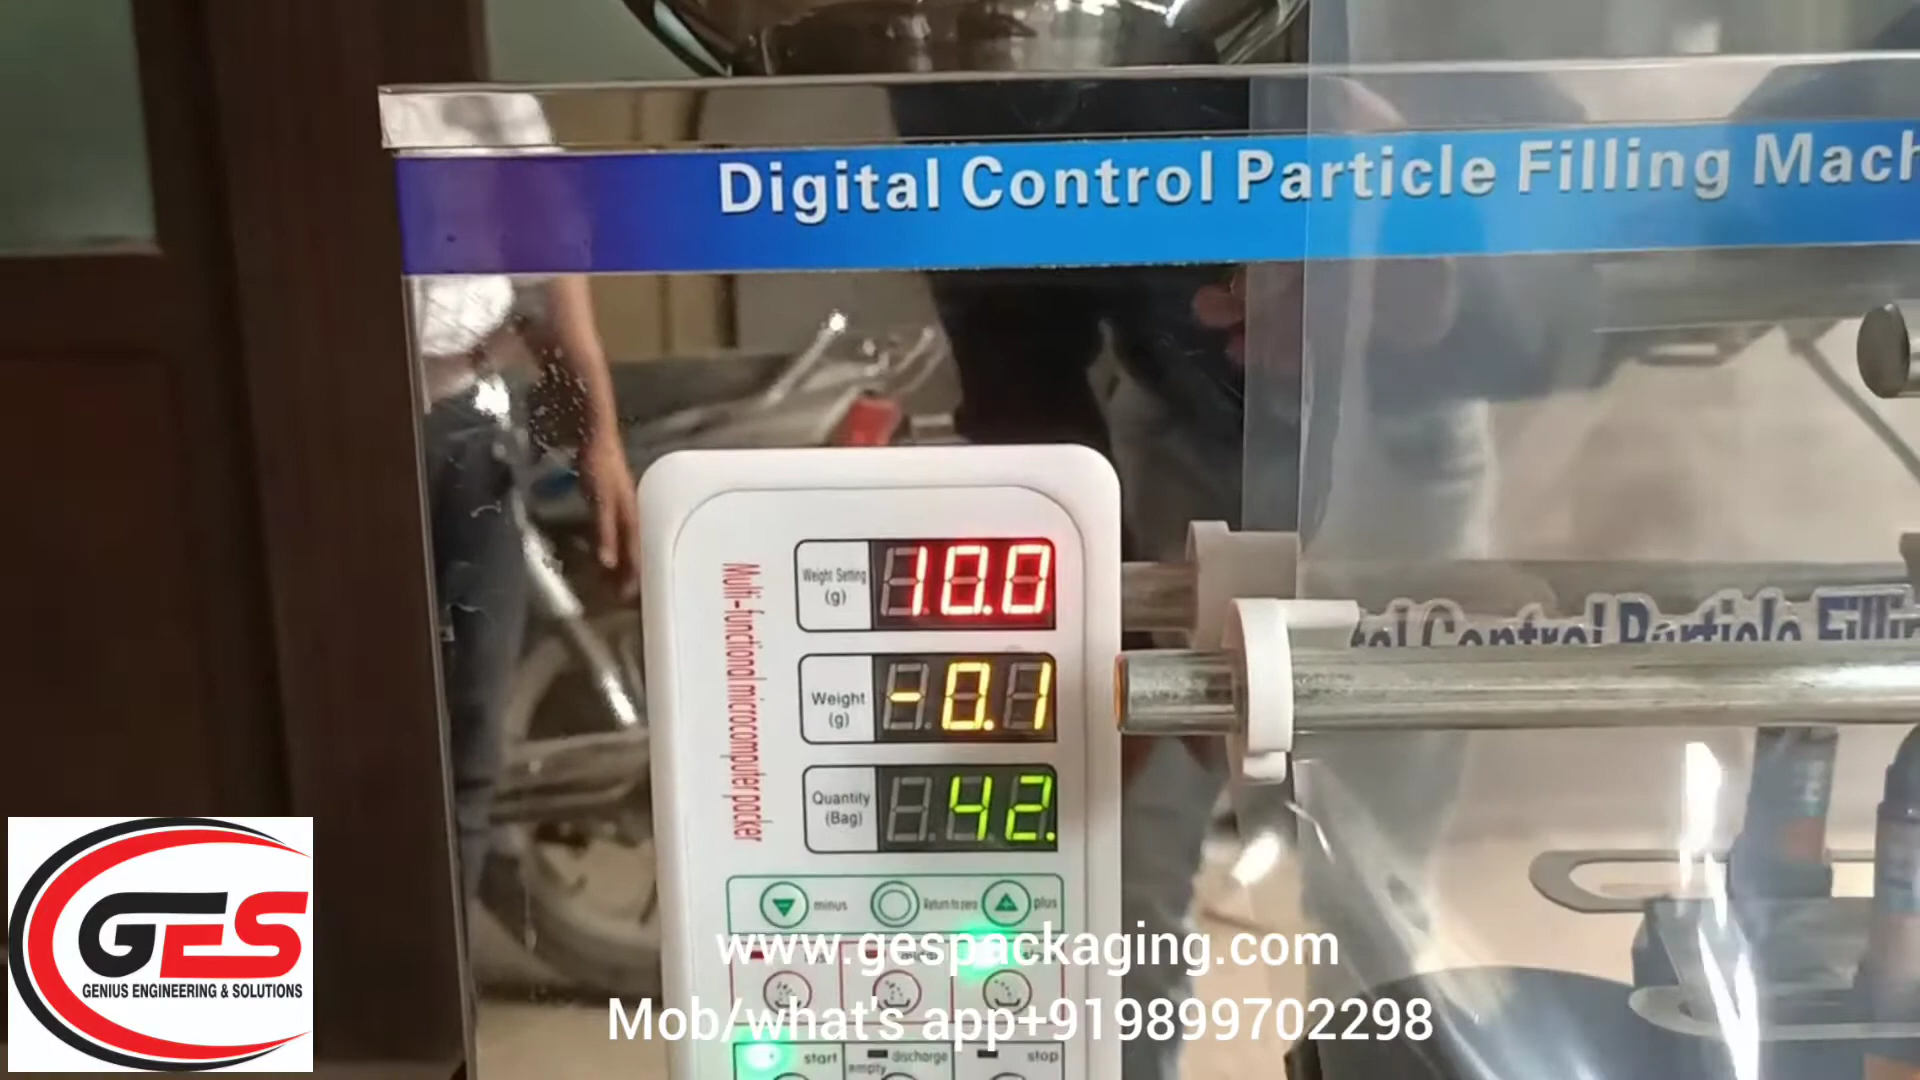 Digital Control Particle Filling Mach
Multi-functional microcomputer packer
Weight Setting
(g)
10.0
Weight
(g)
-0.1
Quantity
(Bag)
42.
minus
Return to zero
plus
start
discharge
empty
stop
GES
GENIUS ENGINEERING & SOLUTIONS
www.gespackaging.com
Mob/what's app+919899702298